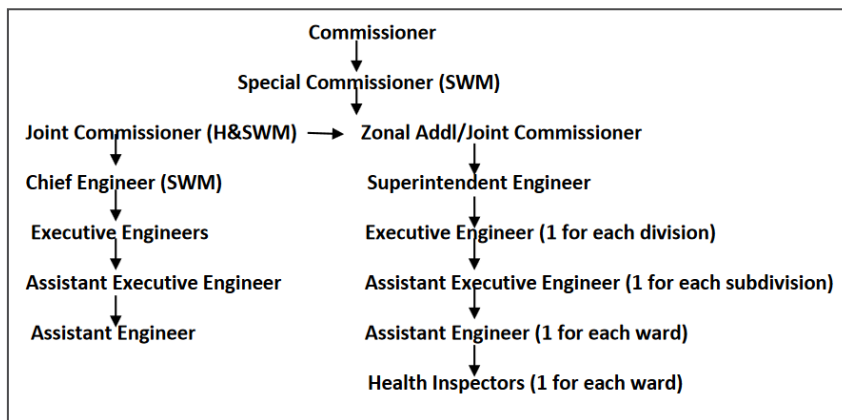 Commissioner
Special Commissioner (SWM)
Joint Commissioner (H&SWM) Zonal Addl/Joint Commissioner
Chief Engineer (SWM) Superintendent Engineer
Executive Engineers Executive Engineer (1 for each division)
Assistant Executive Engineer Assistant Executive Engineer (1 for each subdivision)
Assistant Engineer Assistant Engineer (1 for each ward)
Health Inspectors (1 for each ward)